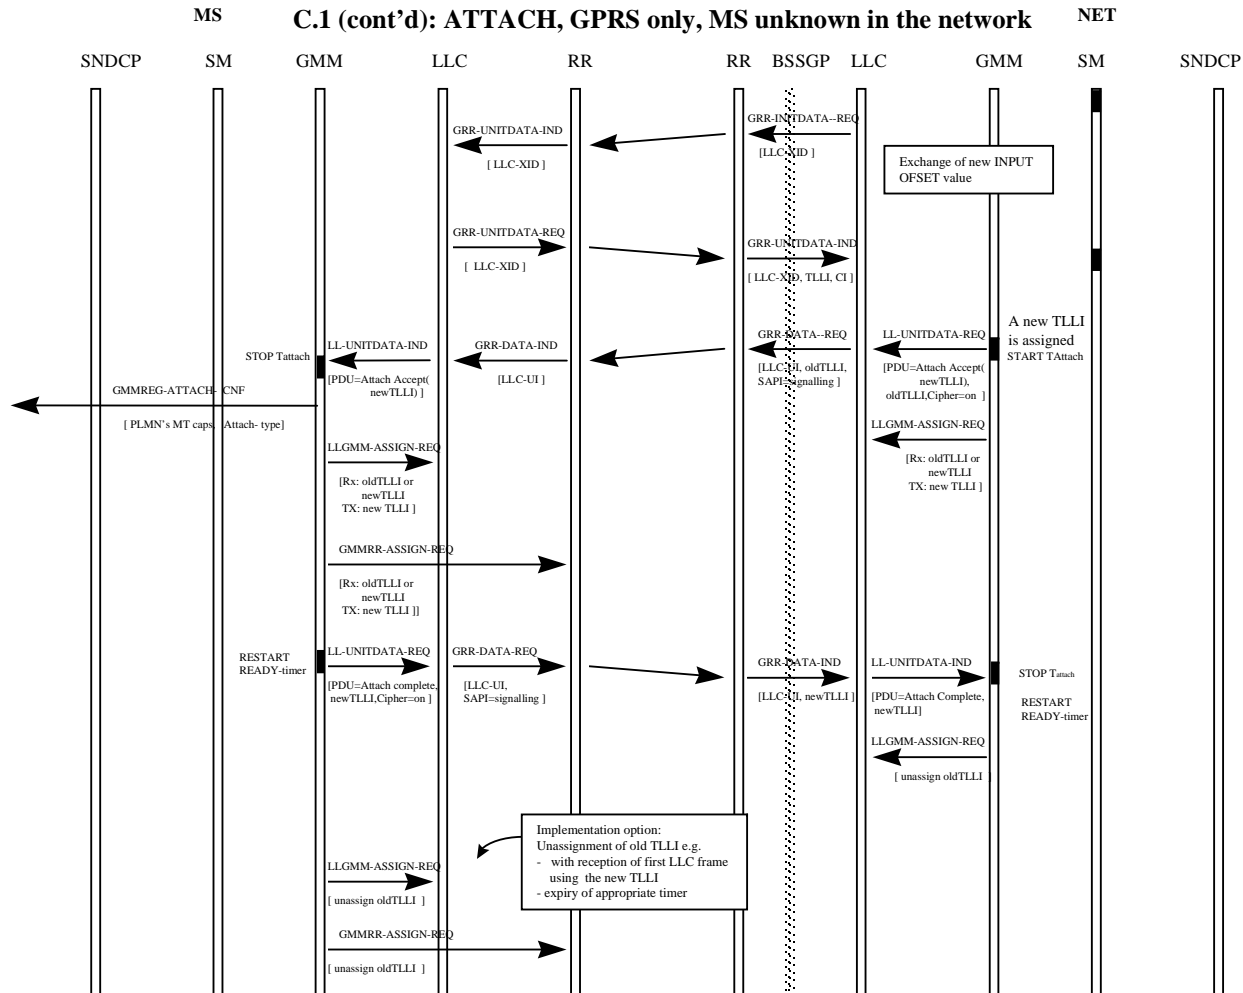 MS
C.1 (cont'd): ATTACH, GPRS only, MS unknown in the network
NET
SNDCP SM GMM LLC RR RR BSSGP LLC GMM SM SNDCP
GRR-UNITDATA-IND
[ LLC-XID ]
GRR-INITDATA--REQ
[LLC-XID ]
Exchange of new INPUT
OFSET value
GRR-UNITDATA-REQ
[ LLC-XID ]
GRR-UNITDATA-IND
[ LLC-XID, TLLI, CI ]
A new TLLI
is assigned
START TAttach
STOP Tattach
LL-UNITDATA-IND
[PDU=Attach Accept(
newTLLI) ]
GRR-DATA-IND
[LLC-UI ]
GRR-DATA--REQ
[LLC-UI, oldTLLI,
SAPI=signalling ]
LL-UNITDATA-REQ
[PDU=Attach Accept(
newTLLI),
oldTLLI,Cipher=on ]
GMMREG-ATTACH- CNF
[ PLMN's MT caps, Attach- type]
LLGMM-ASSIGN-REQ
[Rx: oldTLLI or
newTLLI
TX: new TLLI ]
LLGMM-ASSIGN-REQ
[Rx: oldTLLI or
newTLLI
TX: new TLLI ]
GMMRR-ASSIGN-REQ
[Rx: oldTLLI or
newTLLI
TX: new TLLI ]]
RESTART
READY-timer
LL-UNITDATA-REQ
[PDU=Attach complete,
newTLLI,Cipher=on ]
GRR-DATA-REQ
[LLC-UI,
SAPI=signalling ]
GRR-DATA-IND
[LLC-UI, newTLLI ]
LL-UNITDATA-IND
[PDU=Attach Complete,
newTLLI]
STOP Tattach
RESTART
READY-timer
LLGMM-ASSIGN-REQ
[ unassign oldTLLI ]
Implementation option:
Unassignment of old TLLI e.g.
- with reception of first LLC frame
using the new TLLI
- expiry of appropriate timer
LLGMM-ASSIGN-REQ
[ unassign oldTLLI ]
GMMRR-ASSIGN-REQ
[ unassign oldTLLI ]